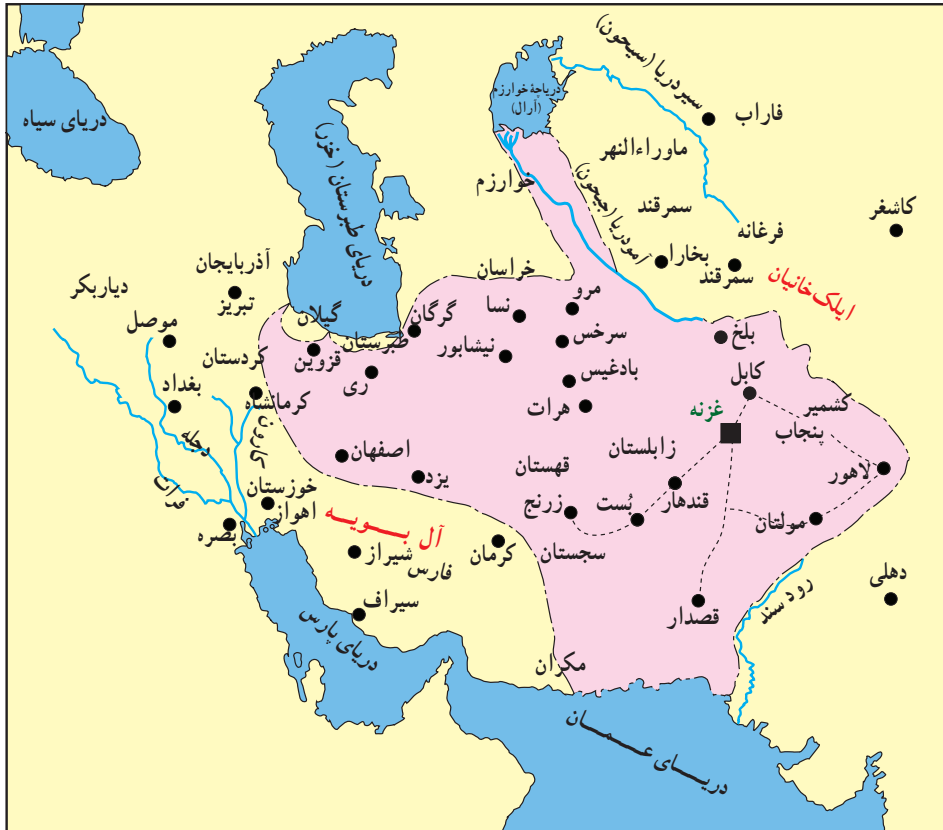 دریای سیاه
دریاچهٔ خوارزم
(آرال)
سیردریا (سیحون)
فاراب
ماوراءالنهر
خوارزم
آمودریا (جیحون)
سمرقند
کاشغر
فرغانه
بخارا
سمرقند
ایلک‌خانیان
دریای طبرستان (خزر)
آذربایجان
تبریز
دیاربکر
موصل
گیلان
قزوین
گرگان
طبرستان
ری
خراسان
نسا
مرو
سرخس
نیشابور
بادغیس
هرات
بلخ
کابل
کشمیر
پنجاب
غزنه
لاهور
کردستان
کرمانشاه
بغداد
دجله
کارون
فرات
خوزستان
اهواز
بصره
اصفهان
یزد
آل بـویـه
شیراز
فارس
کرمان
سیراف
قهستان
زابلستان
زرنج
بُست
قندهار
سجستان
مولتان
قصدار
رود سند
دهلی
مکران
دریای پارس
دریـای عـمـان